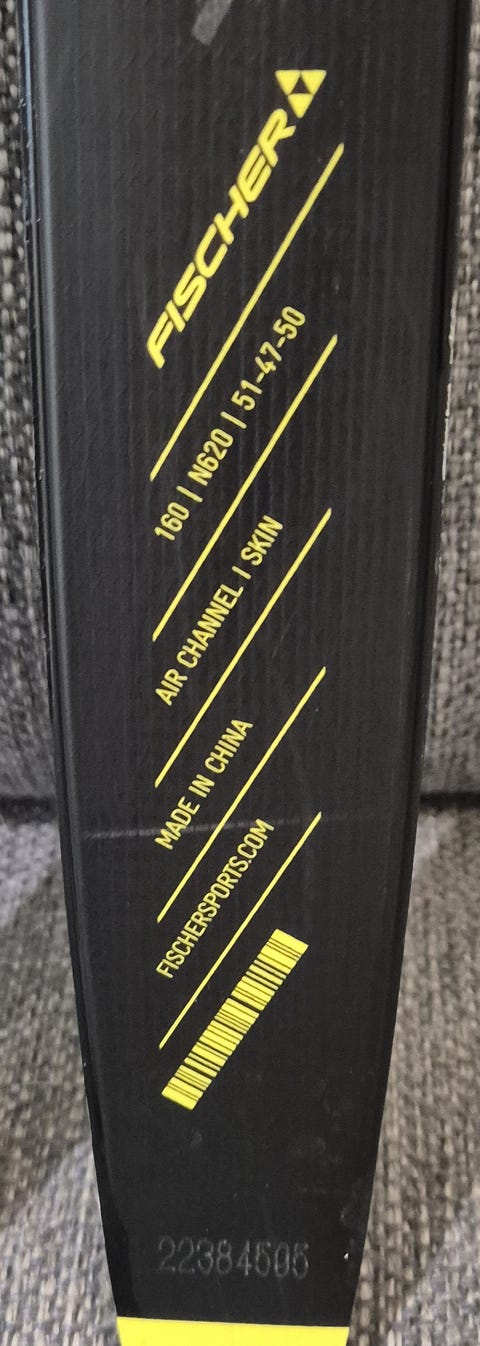 FISCHER
160 | N620 | 51-47-50
AIR CHANNEL | SKIN
MADE IN CHINA
FISCHERSPORTS.COM
22384505